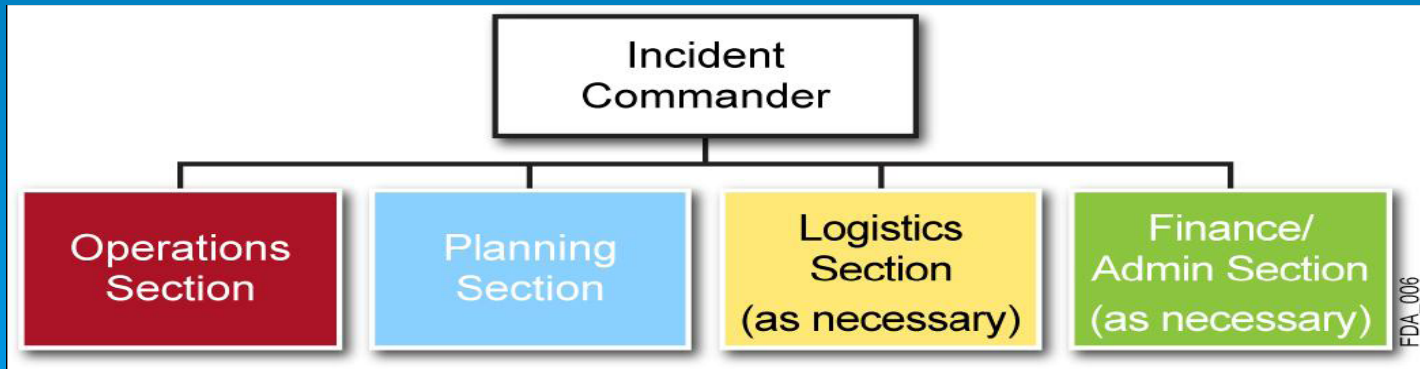 Incident
Commander
Operations
Section
Planning
Section
Logistics
Section
(as necessary)
Finance/
Admin Section
(as necessary)
FDA_006